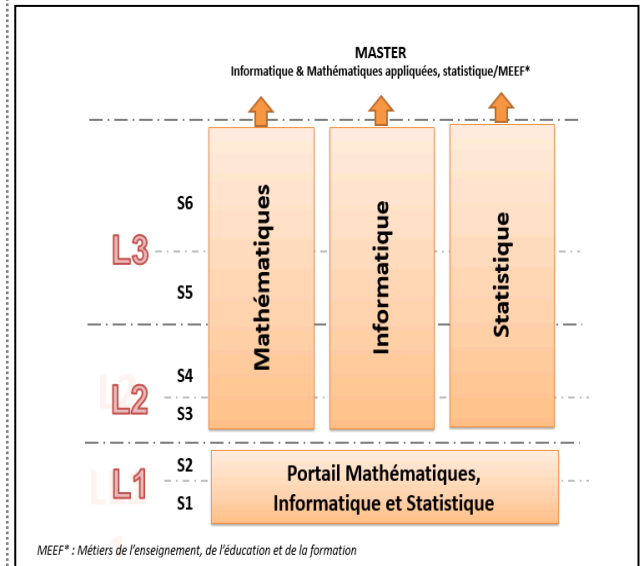 MASTER
Informatique & Mathématiques appliquées, statistique/MEEF*
Mathématiques
Informatique
Statistique
S6
L3
S5
S4
L2
S3
S2
L1
S1
Portail Mathématiques,
Informatique et Statistique
MEEF* : Métiers de l'enseignement, de l'éducation et de la formation